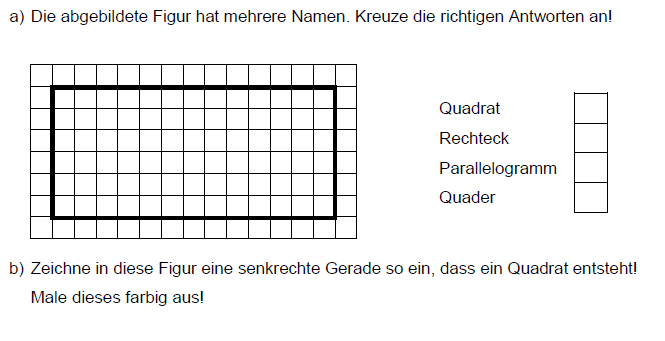 a) Die abgebildete Figur hat mehrere Namen. Kreuze die richtigen Antworten an!
Quadrat
Rechteck
Parallelogramm
Quader
b) Zeichne in diese Figur eine senkrechte Gerade so ein, dass ein Quadrat entsteht!
Male dieses farbig aus!